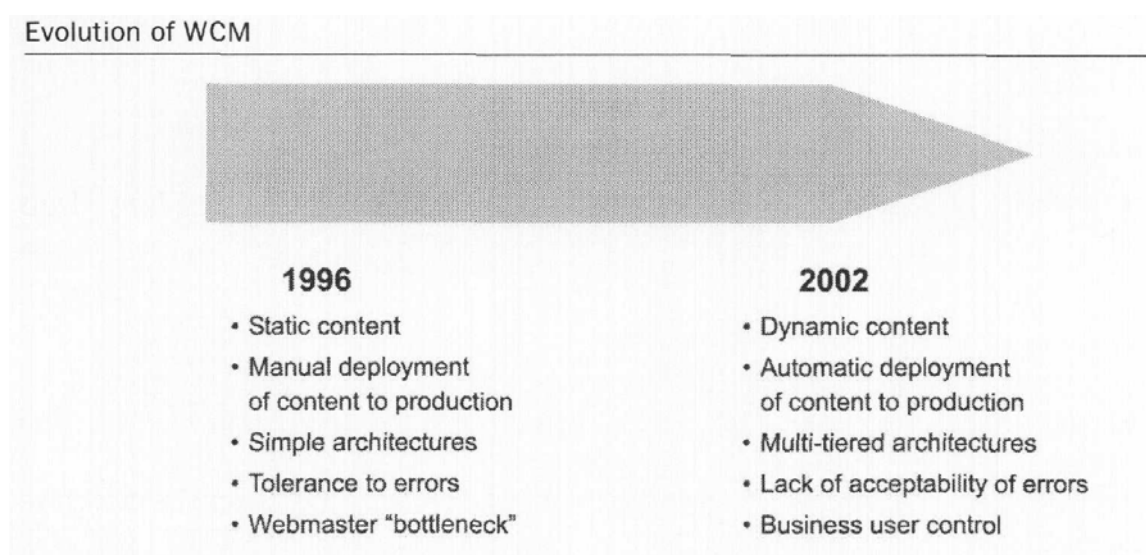 Evolution of WCM
1996
• Static content
• Manual deployment
of content to production
• Simple architectures
• Tolerance to errors
• Webmaster “bottleneck”
2002
• Dynamic content
• Automatic deployment
of content to production
• Multi-tiered architectures
• Lack of acceptability of errors
• Business user control